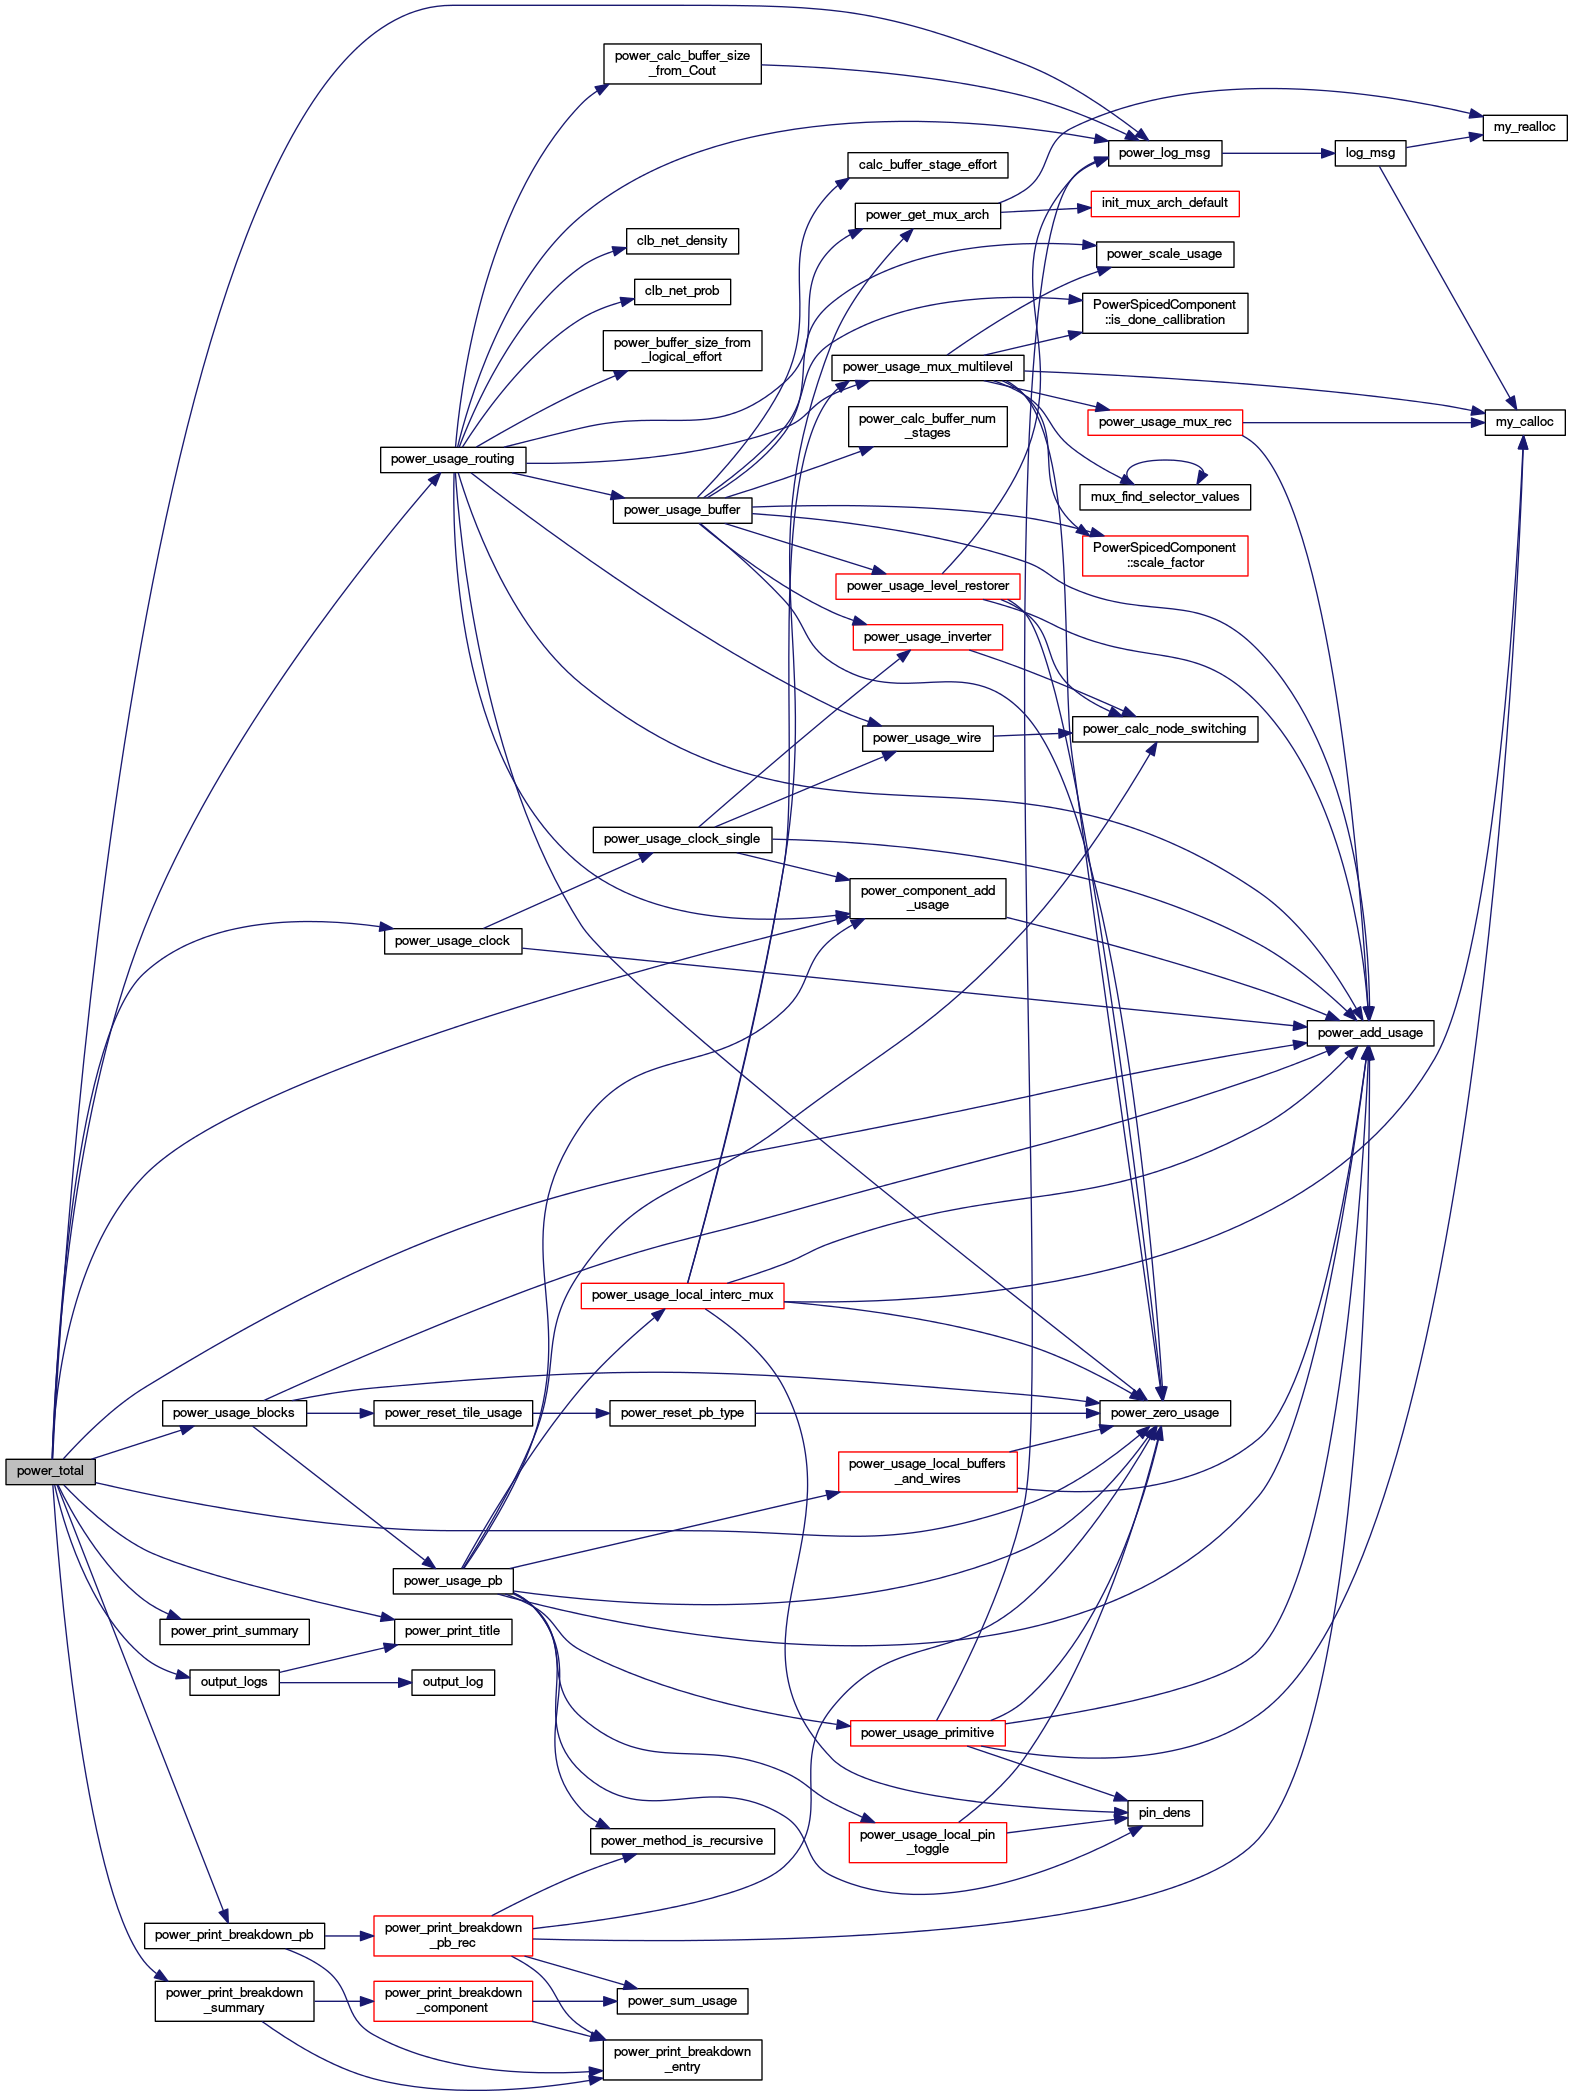 power_calc_buffer_size
_from_Cout
my_realloc
power_log_msg
log_msg
calc_buffer_stage_effort
init_mux_arch_default
power_get_mux_arch
clb_net_density
power_scale_usage
clb_net_prob
PowerSpicedComponent
::is_done_callibration
power_buffer_size_from
_logical_effort
power_usage_mux_multilevel
power_usage_mux_rec
my_calloc
power_calc_buffer_num
_stages
power_usage_routing
mux_find_selector_values
power_usage_buffer
PowerSpicedComponent
::scale_factor
power_usage_level_restorer
power_usage_inverter
power_calc_node_switching
power_usage_wire
power_usage_clock_single
power_component_add
_usage
power_usage_clock
power_add_usage
power_usage_local_interc_mux
power_usage_blocks
power_reset_tile_usage
power_reset_pb_type
power_zero_usage
power_total
power_usage_local_buffers
_and_wires
power_usage_pb
power_print_summary
power_print_title
output_logs
output_log
power_usage_primitive
pin_dens
power_method_is_recursive
power_usage_local_pin
_toggle
power_print_breakdown_pb
power_print_breakdown
_pb_rec
power_print_breakdown
_summary
power_print_breakdown
_component
power_sum_usage
power_print_breakdown
_entry